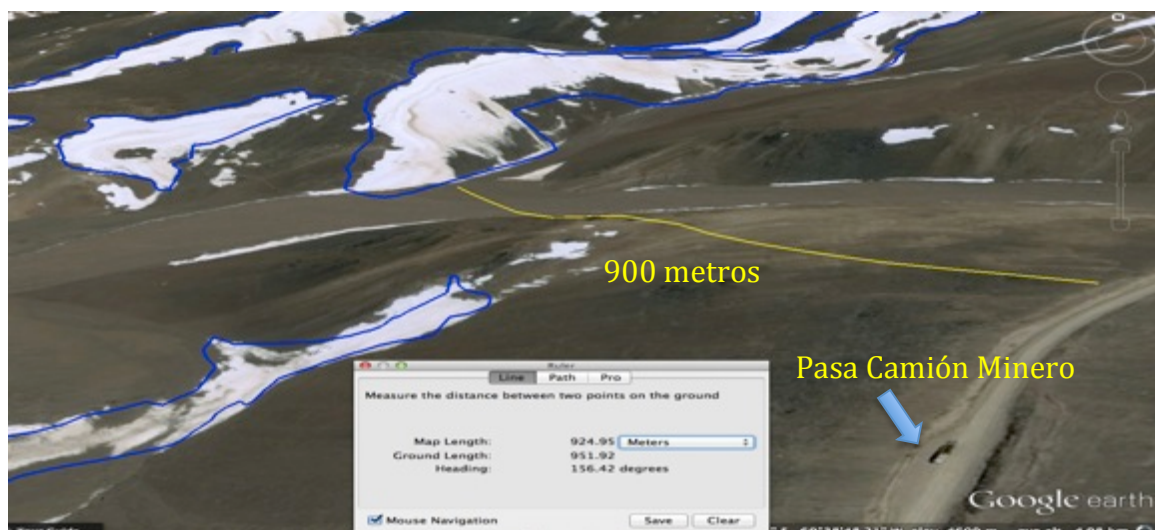 900 metros
Pasa Camión Minero
Ruler
Line Path Pro
Measure the distance between two points on the ground
Map Length: 924.95 Meters
Ground Length: 951.92
Heading: 156.42 degrees
Mouse Navigation Save Clear
Google earth